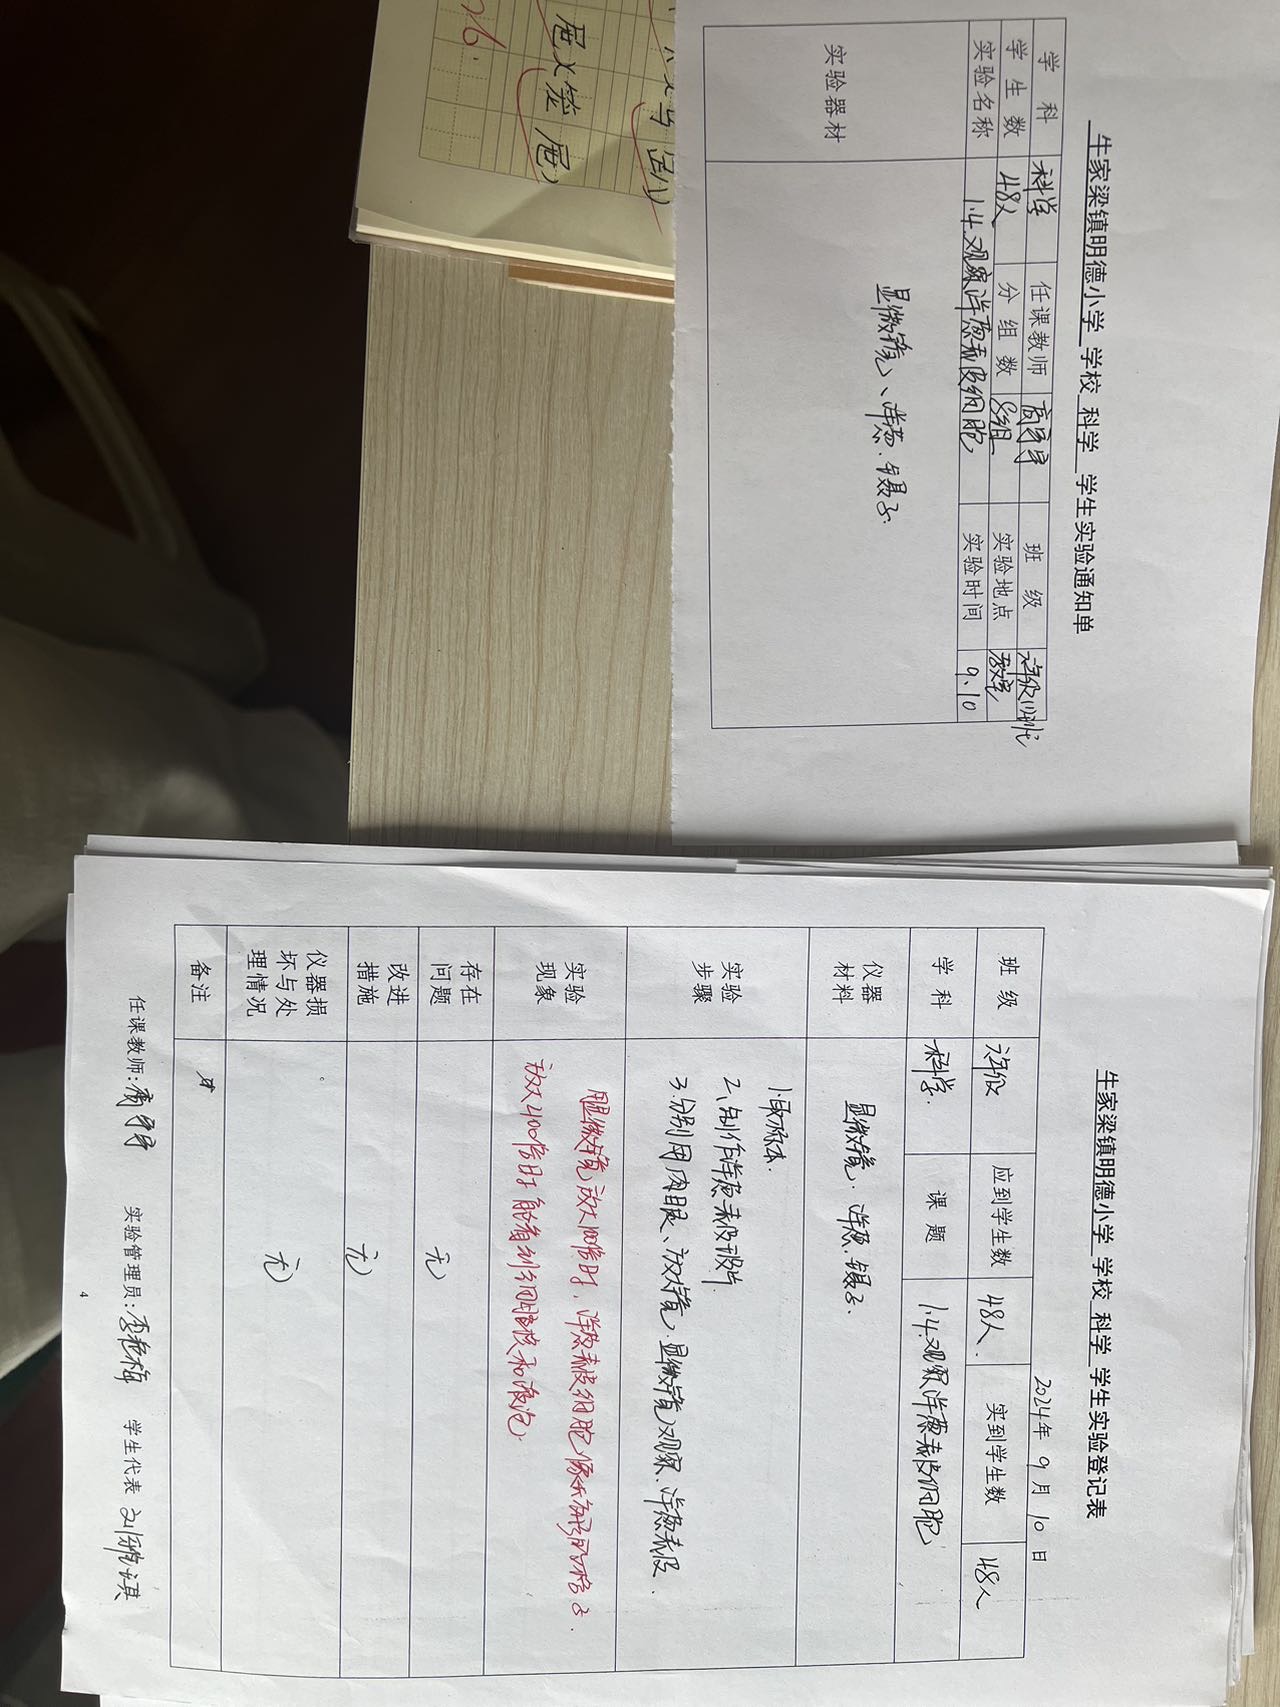 牛家梁镇明德小学 学校 科学 学生实验通知单
学科 科学 任课教师 班级 六年级
学生数 48人 分组数 8组 实验地点 教室
实验名称 1.4.观察洋葱表皮细胞 实验时间 9.10
实验器材 显微镜、洋葱、镊子.
牛家梁镇明德小学 学校 科学 学生实验登记表
2024年 9月 10日
班级 六年级 应到学生数 48人. 实到学生数 48人
学科 科学. 课题 1.4.观察洋葱表皮细胞
仪器
材料
显微镜、洋葱、镊子.
实验
步骤
1.取标本.
2、制作洋葱表皮玻片
3.分别用肉眼、放大镜、显微镜观察洋葱表皮.
实验
现象
用显微镜放大100倍时,洋葱表皮细胞像长方形的格子.
放大400倍时能看到细胞核和液泡.
存在
问题
无
改进
措施
无
仪器损
坏与处
理情况
无
备注
任课教师: 实验管理员:李艳梅 学生代表
4